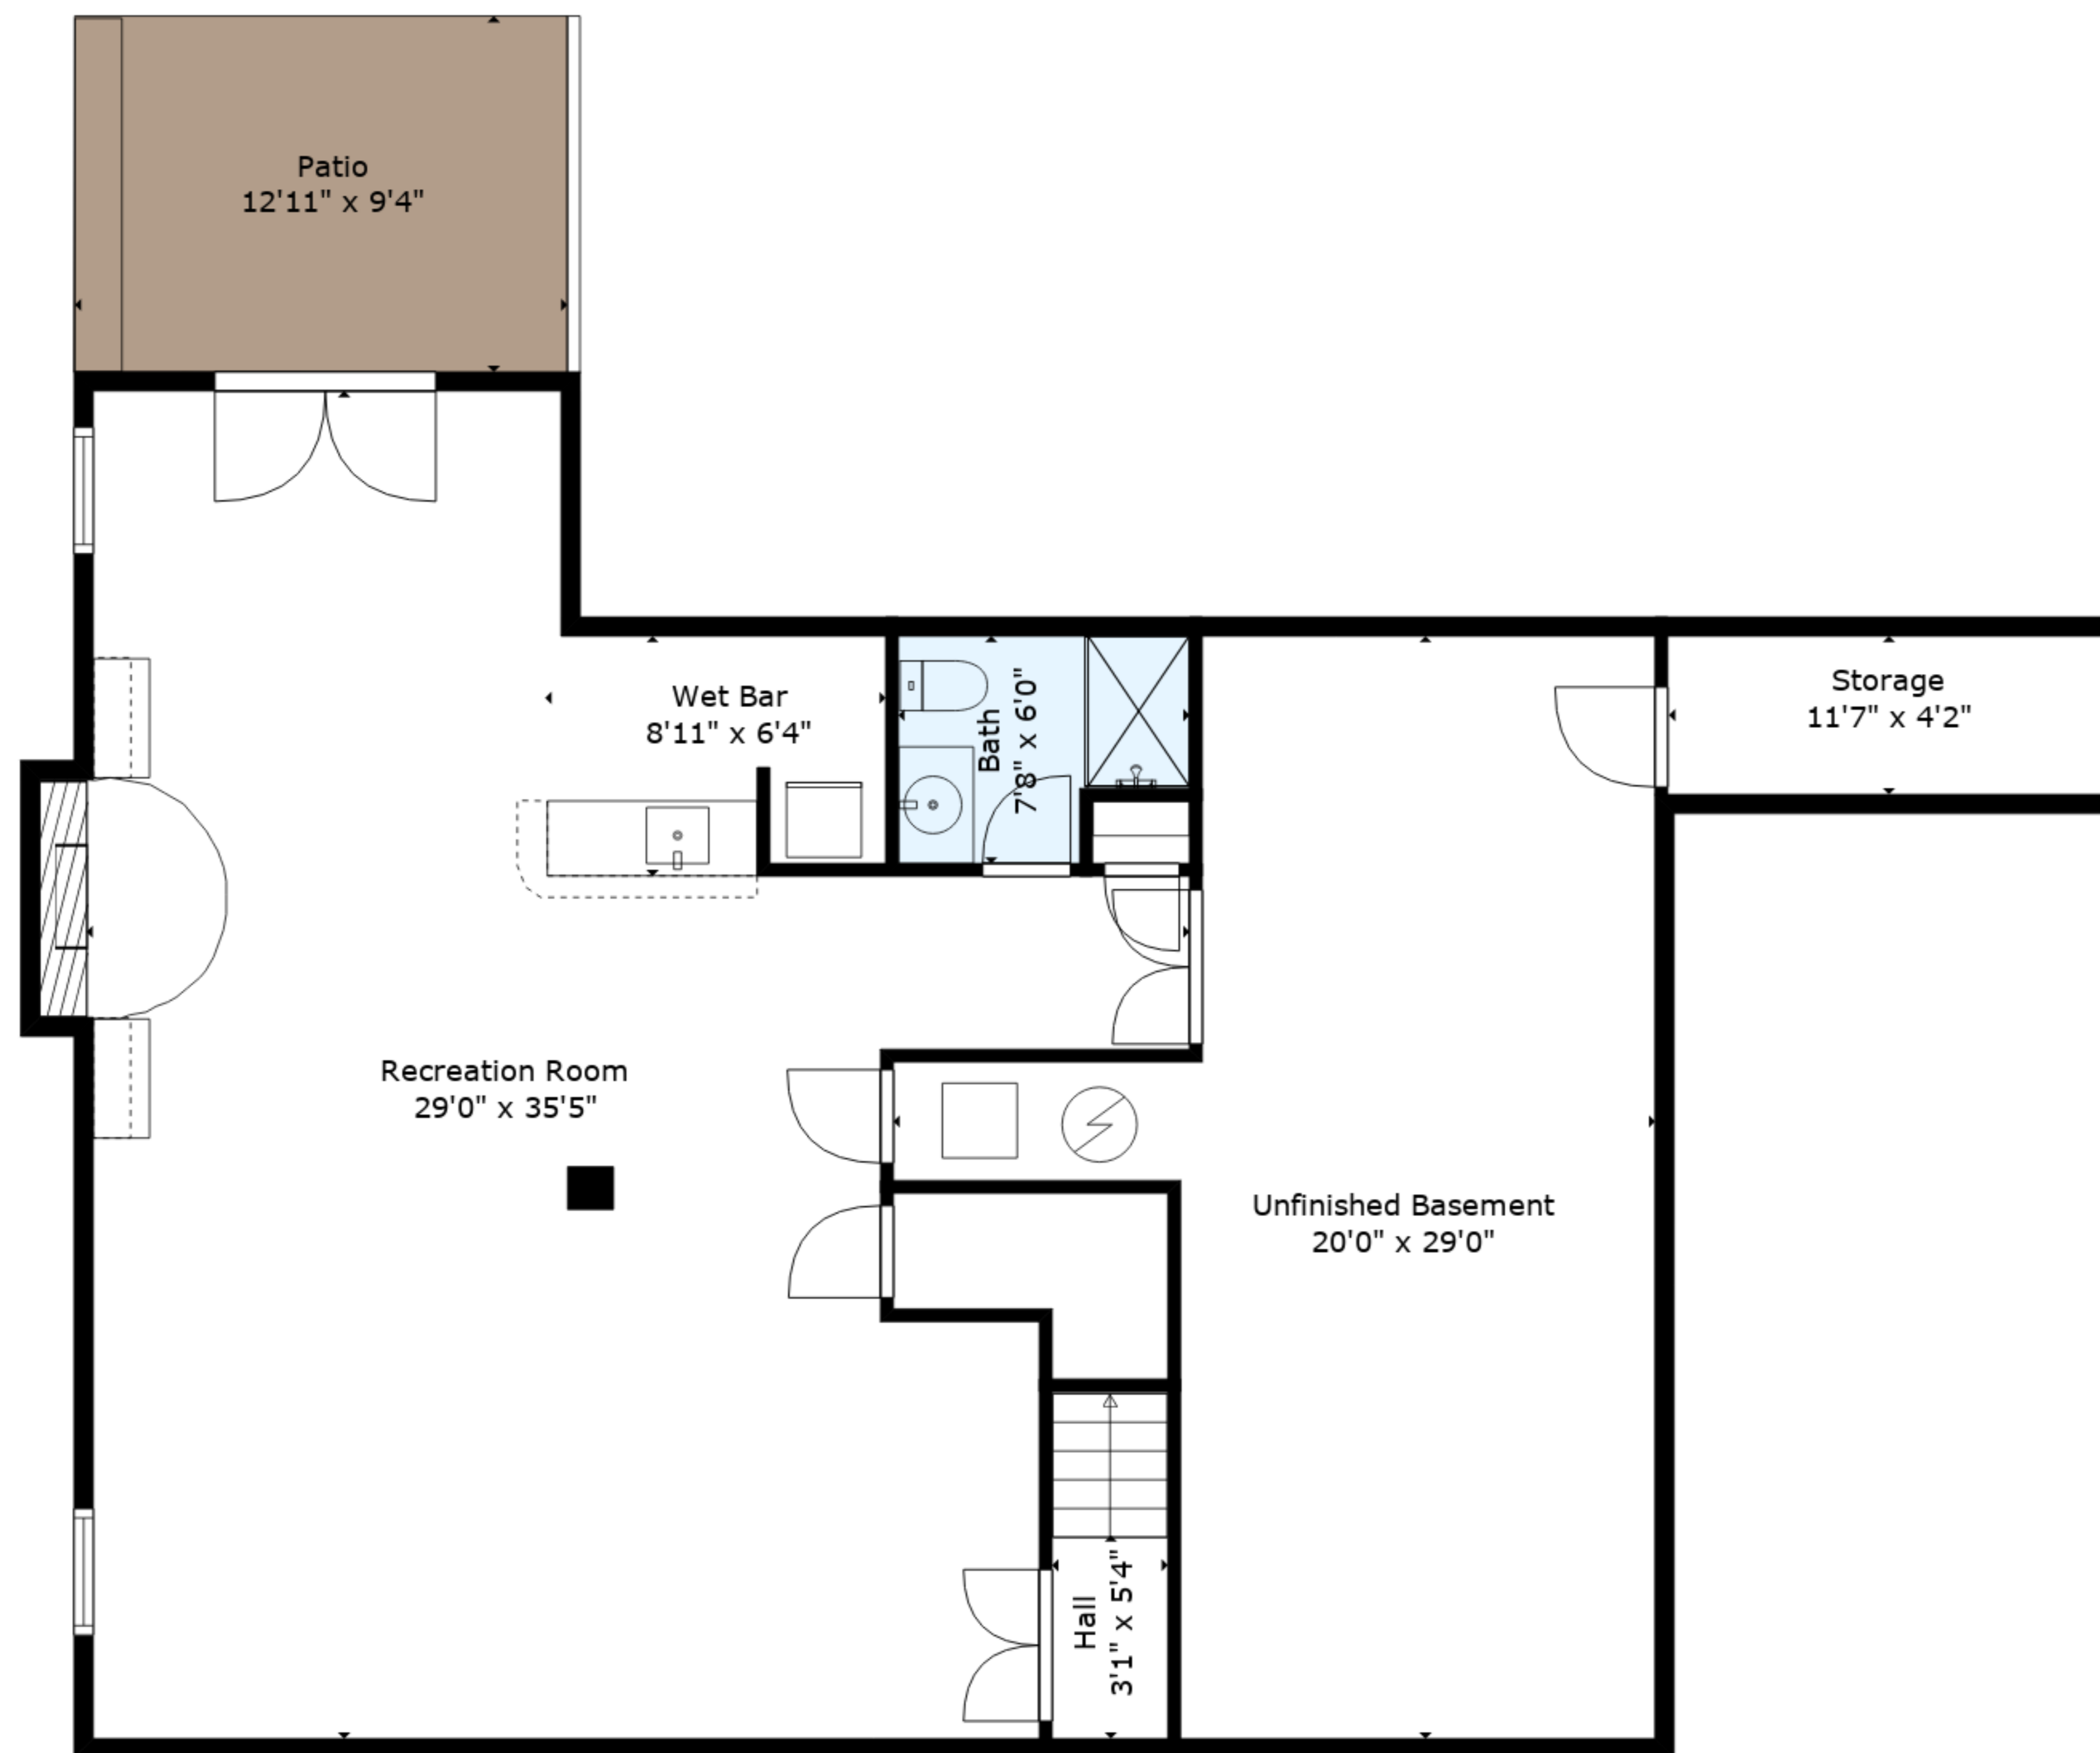 Patio
12'11" x 9'4"
Wet Bar
8'11" x 6'4"
Bath
7'8" x 6'0"
Storage
11'7" x 4'2"
Recreation Room
29'0" x 35'5"
Unfinished Basement
20'0" x 29'0"
Hall
3'1" x 5'4"